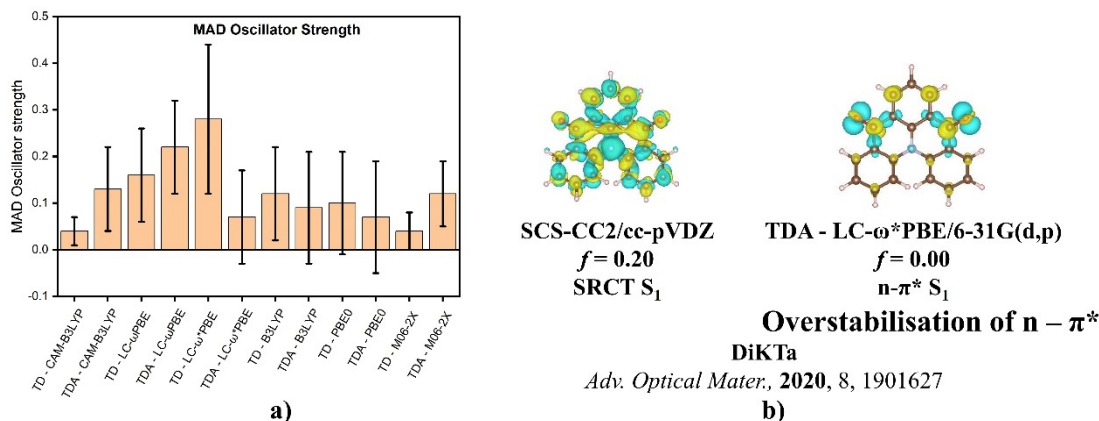 MAD Oscillator Strength
MAD Oscillator strength
0.5
0.4
0.3
0.2
0.1
0.0
-0.1
TD - CAM-B3LYP
TDA - CAM-B3LYP
TD - LC-ωPBE
TDA - LC-ωPBE
TD - LC-ω*PBE
TDA - LC-ω*PBE
TD - B3LYP
TDA - B3LYP
TD - PBE0
TDA - PBE0
TD - M06-2X
TDA - M06-2X
a)
SCS-CC2/cc-pVDZ
f = 0.20
SRCT S₁
TDA - LC-ω*PBE/6-31G(d,p)
f = 0.00
n-π* S₁
Overstabilisation of n – π*
DiKTa
Adv. Optical Mater., 2020, 8, 1901627
b)